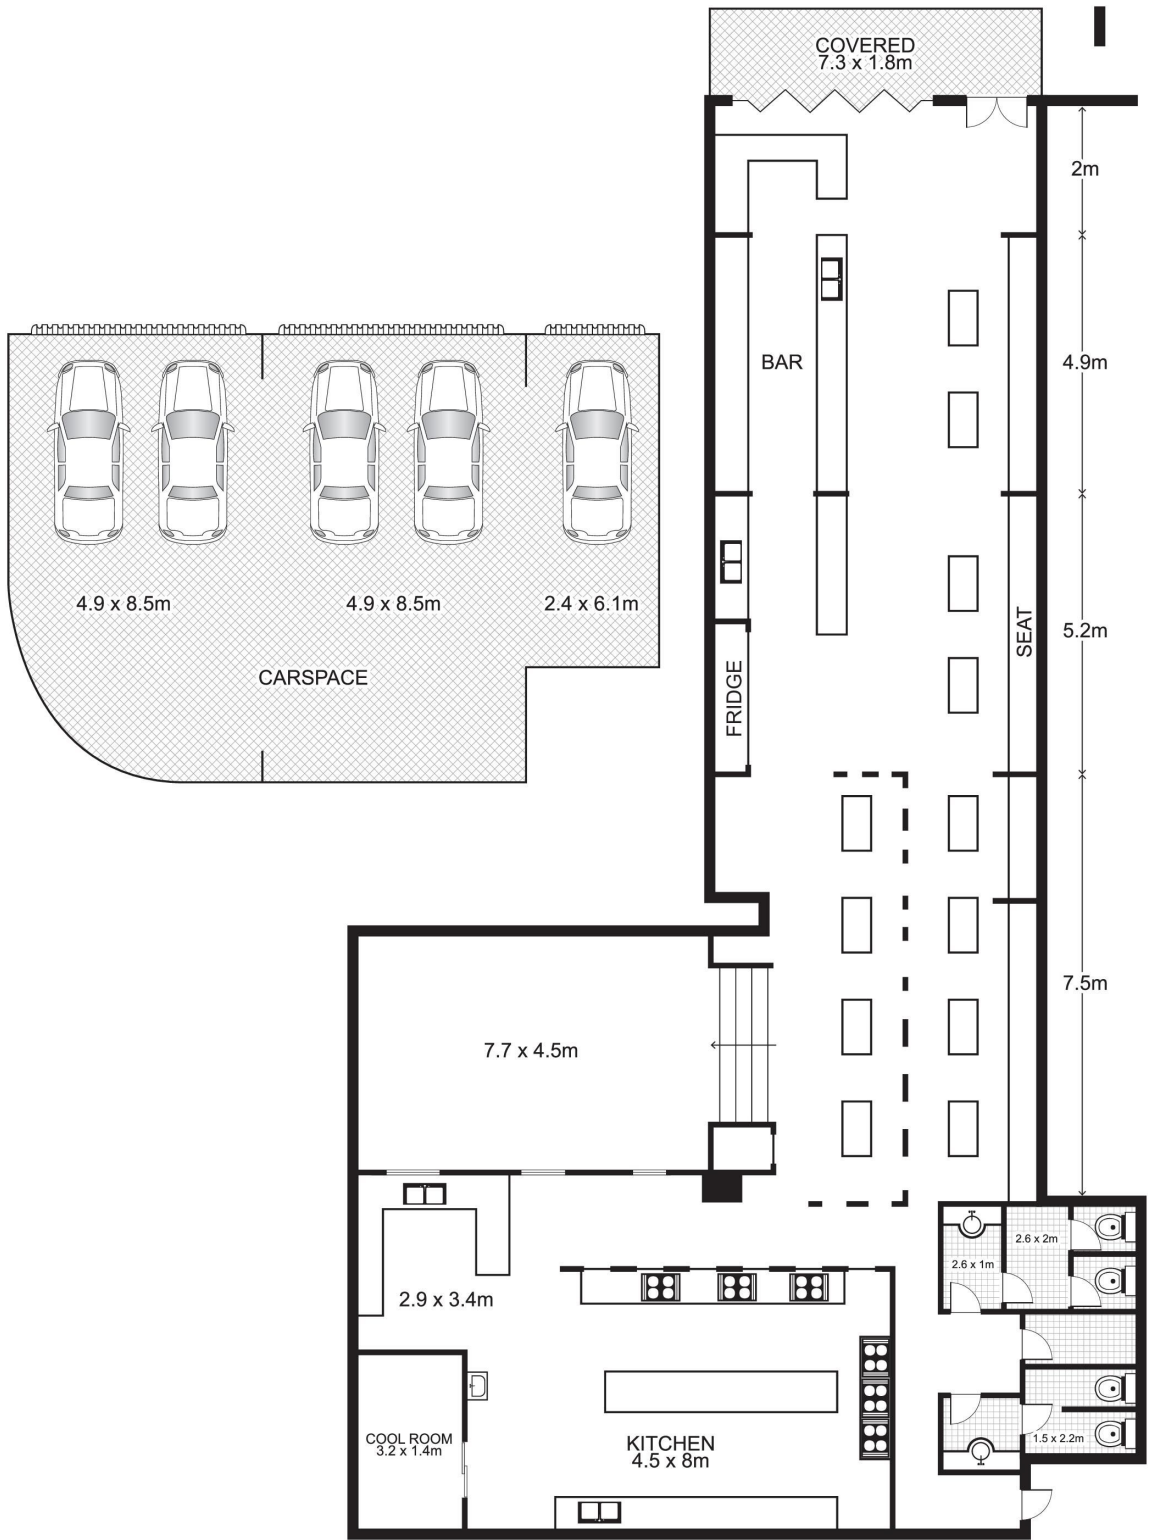 COVERED
7.3 x 1.8m
2m
BAR
4.9m
4.9 x 8.5m
4.9 x 8.5m
2.4 x 6.1m
CARSPACE
SEAT
5.2m
FRIDGE
7.5m
7.7 x 4.5m
2.6 x 2m
2.6 x 1m
2.9 x 3.4m
COOL ROOM
3.2 x 1.4m
KITCHEN
4.5 x 8m
1.5 x 2.2m